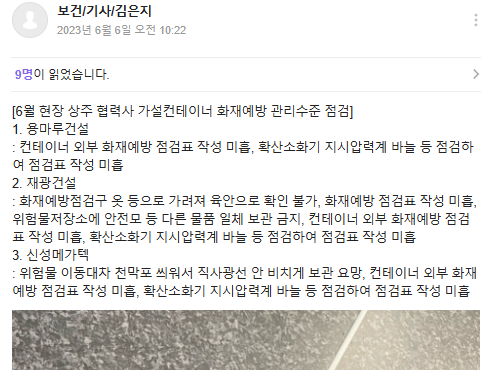 보건/기사/김은지
2023년 6월 6일 오전 10:22
9명이 읽었습니다.
[6월 현장 상주 협력사 가설컨테이너 화재예방 관리수준 점검]
1. 용마루건설
: 컨테이너 외부 화재예방 점검표 작성 미흡, 확산소화기 지시압력계 바늘 등 점검하
여 점검표 작성 미흡
2. 재광건설
: 화재예방점검구 옷 등으로 가려져 육안으로 확인 불가, 화재예방 점검표 작성 미흡,
위험물저장소에 안전모 등 다른 물품 일체 보관 금지, 컨테이너 외부 화재예방 점검
표 작성 미흡, 확산소화기 지시압력계 바늘 등 점검하여 점검표 작성 미흡
3. 신성메가텍
: 위험물 이동대차 천막포 씌워서 직사광선 안 비치게 보관 요망, 컨테이너 외부 화재
예방 점검표 작성 미흡, 확산소화기 지시압력계 바늘 등 점검하여 점검표 작성 미흡